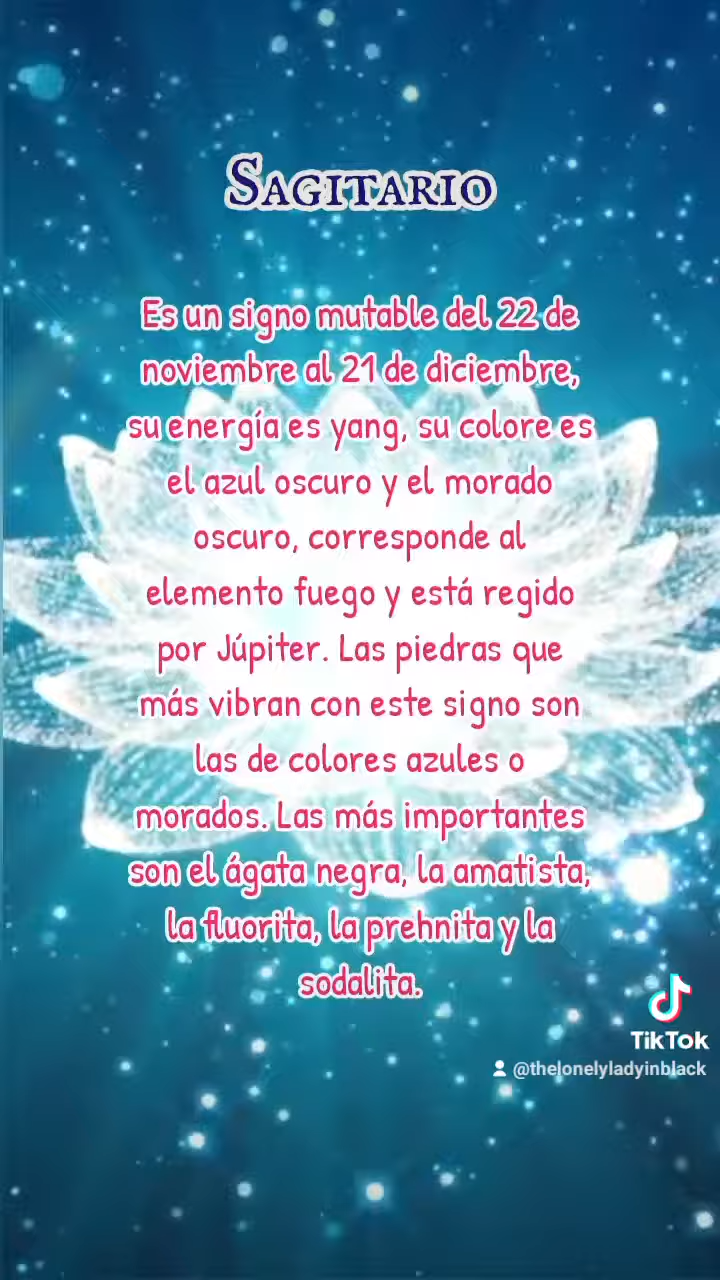 Sagitario
Es un signo mutable del 22 de
noviembre al 21 de diciembre,
su energía es yang, su colore es
el azul oscuro y el morado
oscuro, corresponde al
elemento fuego y está regido
por Júpiter. Las piedras que
más vibran con este signo son
las de colores azules o
morados. Las más importantes
son el ágata negra, la amatista,
la fluorita, la prehnita y la
sodalita.
TikTok
@thelonelyladyinblack